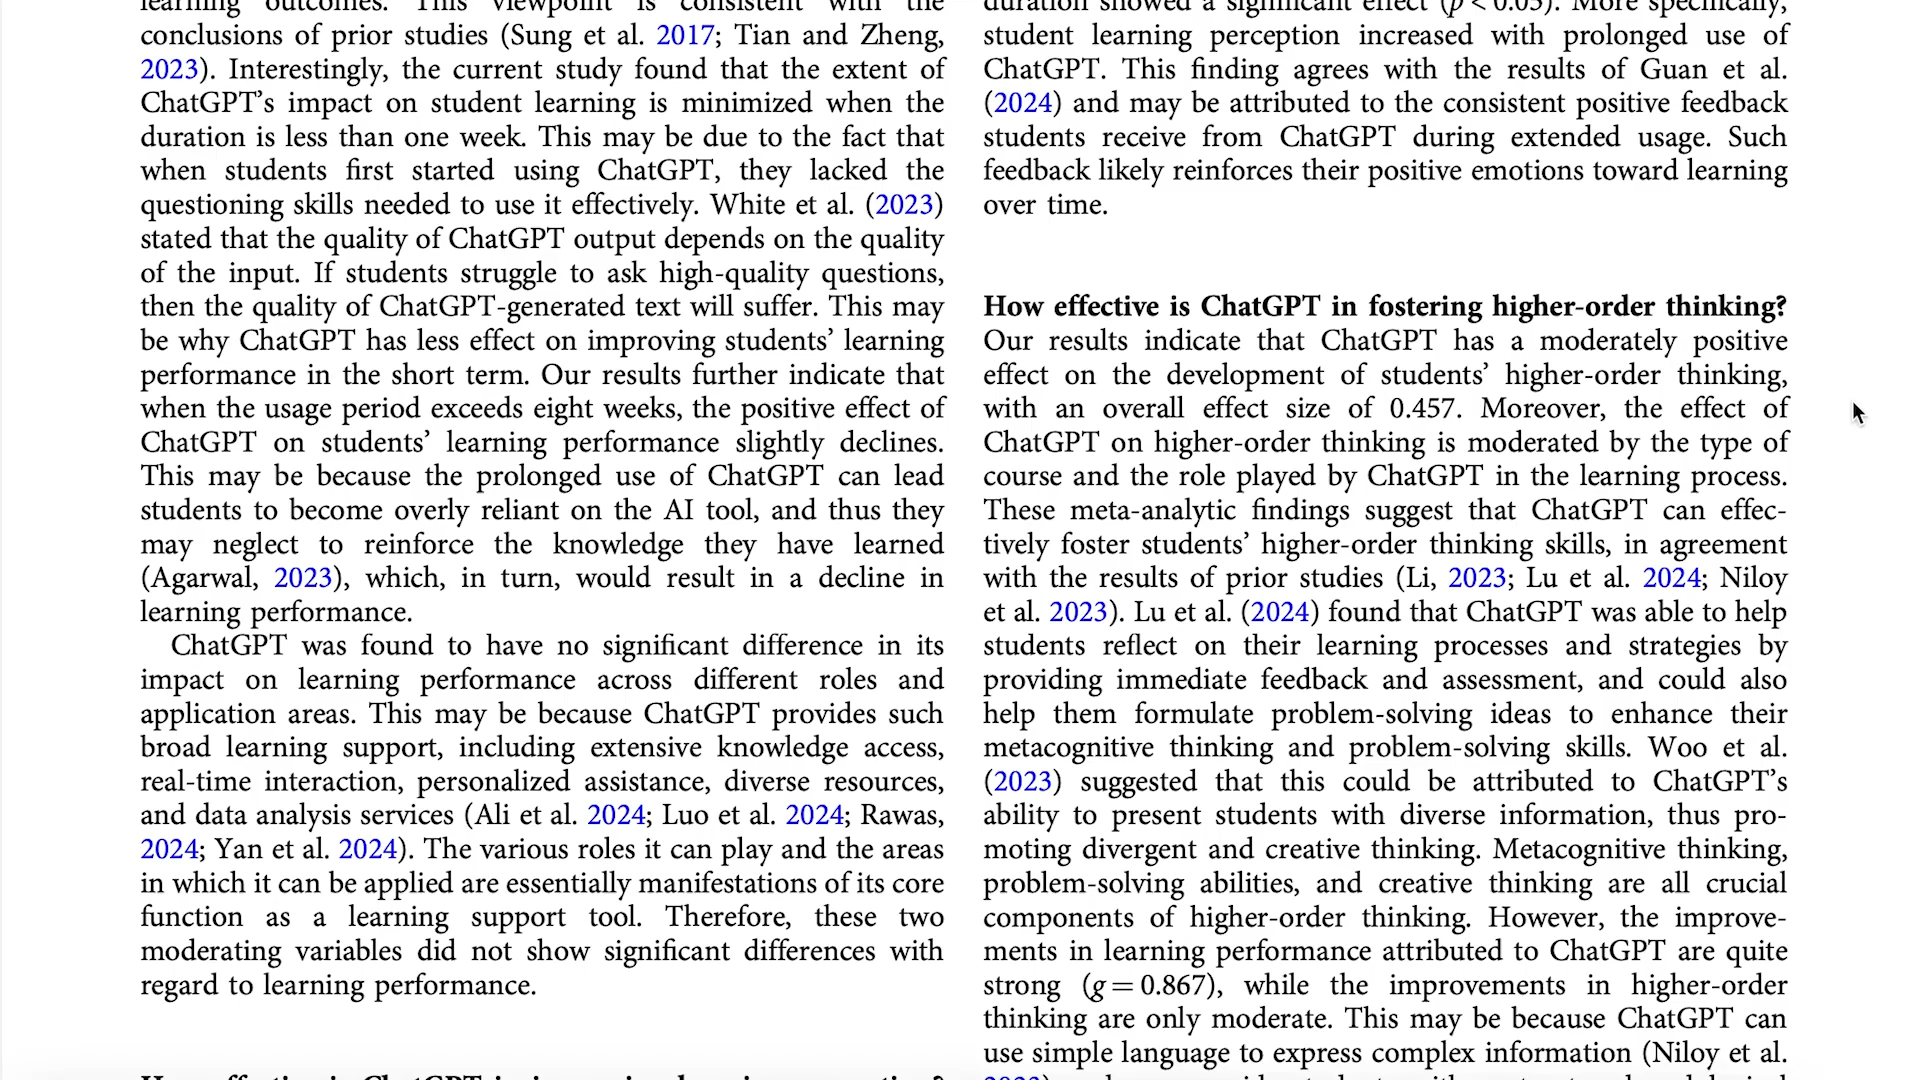 learning outcomes. This viewpoint is consistent with the
conclusions of prior studies (Sung et al. 2017; Tian and Zheng,
2023). Interestingly, the current study found that the extent of
ChatGPT’s impact on student learning is minimized when the
duration is less than one week. This may be due to the fact that
when students first started using ChatGPT, they lacked the
questioning skills needed to use it effectively. White et al. (2023)
stated that the quality of ChatGPT output depends on the quality
of the input. If students struggle to ask high-quality questions,
then the quality of ChatGPT-generated text will suffer. This may
be why ChatGPT has less effect on improving students’ learning
performance in the short term. Our results further indicate that
when the usage period exceeds eight weeks, the positive effect of
ChatGPT on students’ learning performance slightly declines.
This may be because the prolonged use of ChatGPT can lead
students to become overly reliant on the AI tool, and thus they
may neglect to reinforce the knowledge they have learned
(Agarwal, 2023), which, in turn, would result in a decline in
learning performance.
ChatGPT was found to have no significant difference in its
impact on learning performance across different roles and
application areas. This may be because ChatGPT provides such
broad learning support, including extensive knowledge access,
real-time interaction, personalized assistance, diverse resources,
and data analysis services (Ali et al. 2024; Luo et al. 2024; Rawas,
2024; Yan et al. 2024). The various roles it can play and the areas
in which it can be applied are essentially manifestations of its core
function as a learning support tool. Therefore, these two
moderating variables did not show significant differences with
regard to learning performance.
duration showed a significant effect (p < 0.05). More specifically,
student learning perception increased with prolonged use of
ChatGPT. This finding agrees with the results of Guan et al.
(2024) and may be attributed to the consistent positive feedback
students receive from ChatGPT during extended usage. Such
feedback likely reinforces their positive emotions toward learning
over time.
How effective is ChatGPT in fostering higher-order thinking?
Our results indicate that ChatGPT has a moderately positive
effect on the development of students’ higher-order thinking,
with an overall effect size of 0.457. Moreover, the effect of
ChatGPT on higher-order thinking is moderated by the type of
course and the role played by ChatGPT in the learning process.
These meta-analytic findings suggest that ChatGPT can effec-
tively foster students’ higher-order thinking skills, in agreement
with the results of prior studies (Li, 2023; Lu et al. 2024; Niloy
et al. 2023). Lu et al. (2024) found that ChatGPT was able to help
students reflect on their learning processes and strategies by
providing immediate feedback and assessment, and could also
help them formulate problem-solving ideas to enhance their
metacognitive thinking and problem-solving skills. Woo et al.
(2023) suggested that this could be attributed to ChatGPT’s
ability to present students with diverse information, thus pro-
moting divergent and creative thinking. Metacognitive thinking,
problem-solving abilities, and creative thinking are all crucial
components of higher-order thinking. However, the improve-
ments in learning performance attributed to ChatGPT are quite
strong (g = 0.867), while the improvements in higher-order
thinking are only moderate. This may be because ChatGPT can
use simple language to express complex information (Niloy et al.